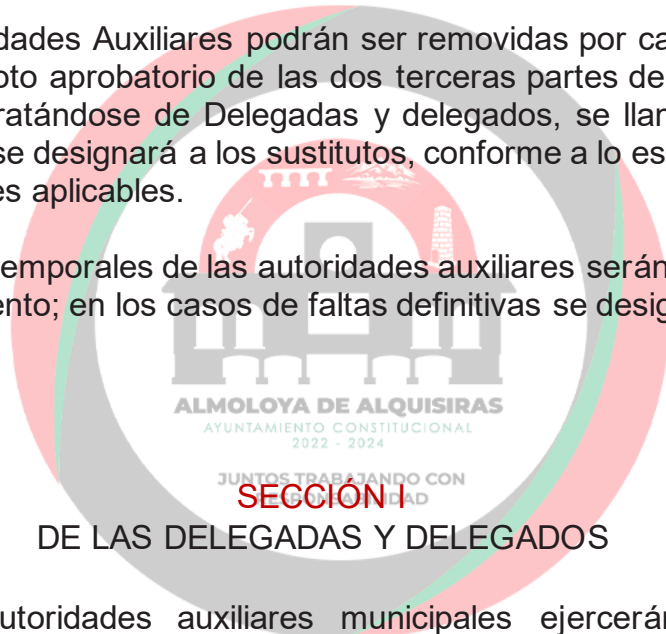 dades Auxiliares podrán ser removidas por ca
oto aprobatorio de las dos terceras partes de
ratándose de Delegadas y delegados, se llar
se designará a los sustitutos, conforme a lo es
es aplicables.
emporales de las autoridades auxiliares serán
ento; en los casos de faltas definitivas se desig
ALMOLOYA DE ALQUISIRAS
AYUNTAMIENTO CONSTITUCIONAL
2022 - 2024
JUNTOS TRABAJANDO CON
RESPONSABILIDAD
SECCIÓN I
DE LAS DELEGADAS Y DELEGADOS
utoridades auxiliares municipales ejercerár